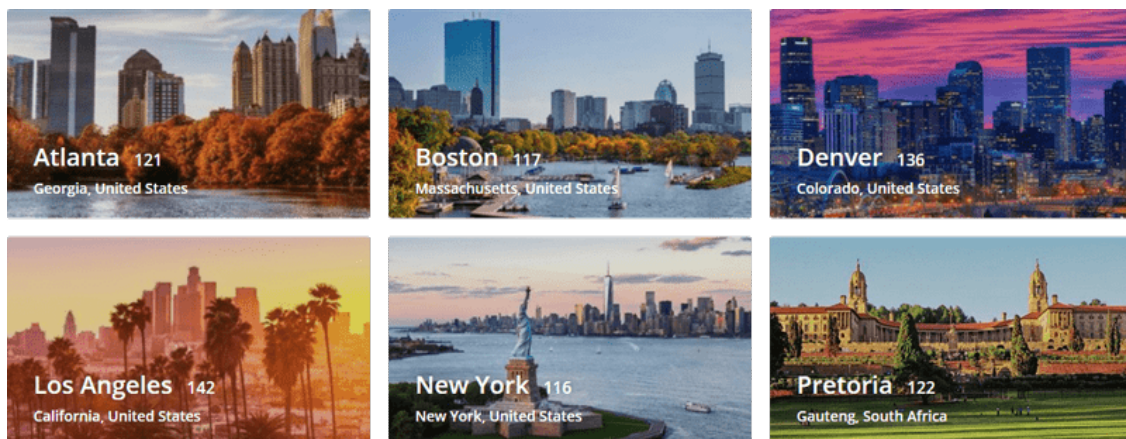 Atlanta 121
Georgia, United States
Boston 117
Massachusetts, United States
Denver 136
Colorado, United States
Los Angeles 142
California, United States
New York 116
New York, United States
Pretoria 122
Gauteng, South Africa